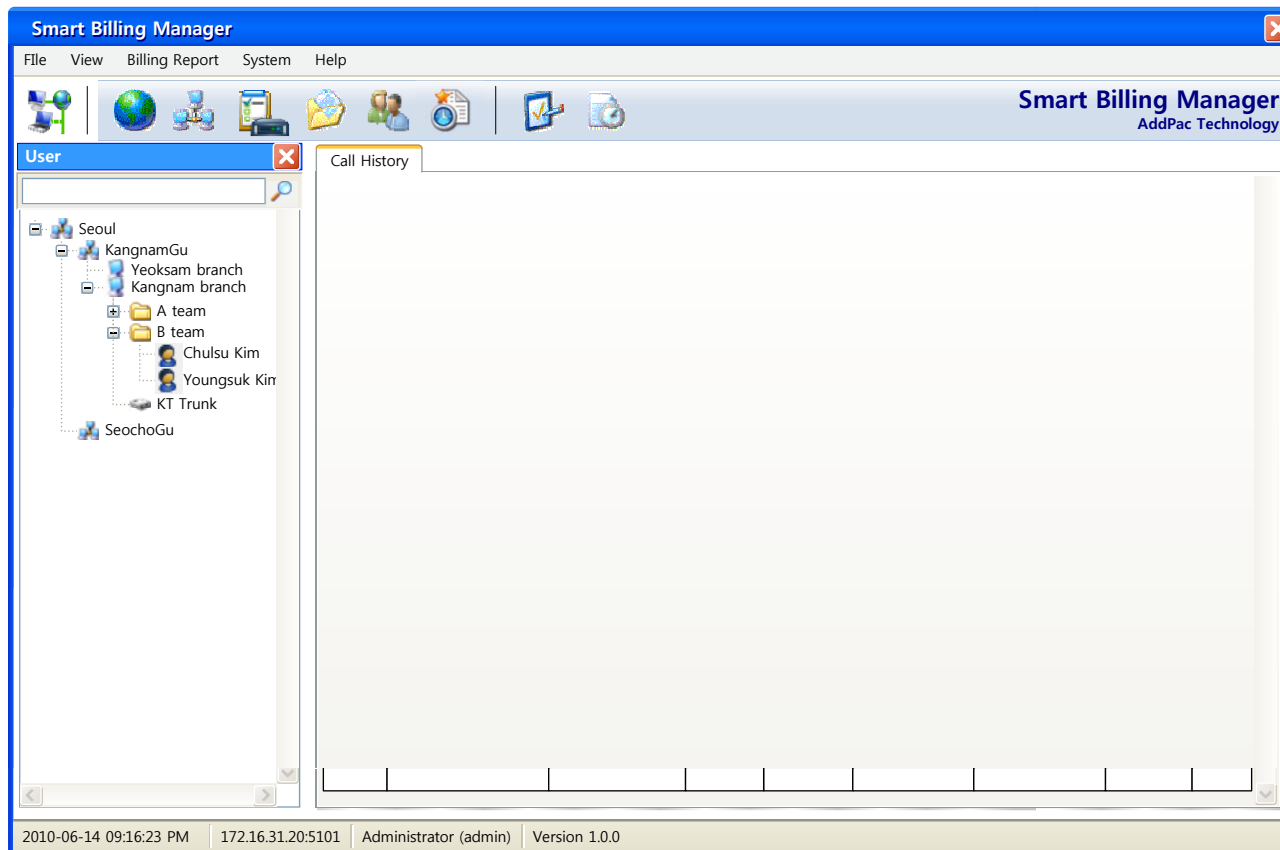 Smart Billing Manager
FIle View Billing Report System Help
Smart Billing Manager
AddPac Technology
User
Call History
Seoul
KangnamGu
Yeoksam branch
Kangnam branch
A team
B team
Chulsu Kim
Youngsuk Kim
KT Trunk
SeochoGu
2010-06-14 09:16:23 PM 172.16.31.20:5101 Administrator (admin) Version 1.0.0